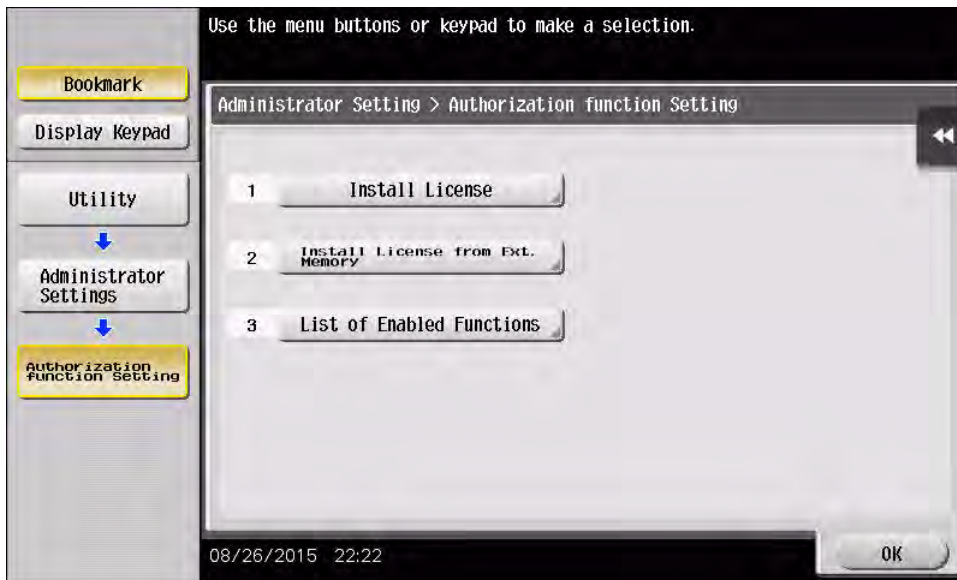 Use the menu buttons or keypad to make a selection.
Bookmark
Display Keypad
Utility
Administrator
Settings
Authorization
function Setting
Administrator Setting > Authorization function Setting
1 Install License
2 Install License from Ext.
Memory
3 List of Enabled Functions
08/26/2015 22:22
OK